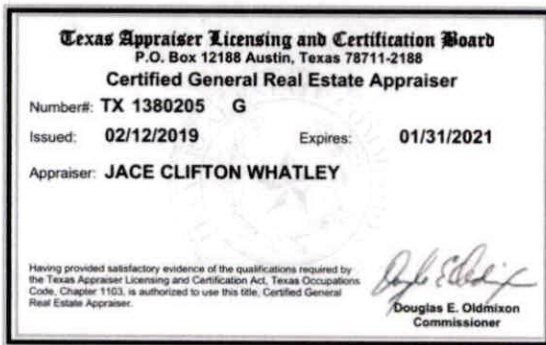 Texas Appraiser Licensing and Certification Board
P.O. Box 12188 Austin, Texas 78711-2188
Certified General Real Estate Appraiser
Number#: TX 1380205 G
Issued: 02/12/2019 Expires: 01/31/2021
Appraiser: JACE CLIFTON WHATLEY
Having provided satisfactory evidence of the qualifications required by
the Texas Appraiser Licensing and Certification Act, Texas Occupations
Code, Chapter 1103, is authorized to use this title, Certified General
Real Estate Appraiser.
Douglas E. Oldmixon
Commissioner